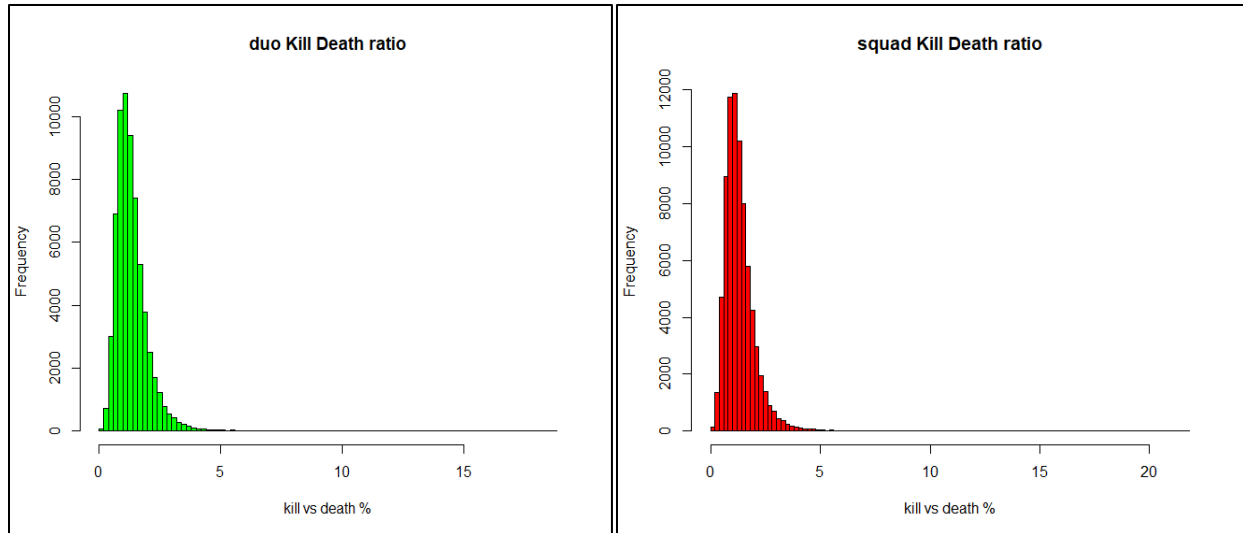 duo Kill Death ratio
Frequency
10000
8000
6000
4000
2000
0
0 5 10 15
kill vs death %
squad Kill Death ratio
Frequency
12000
10000
8000
6000
4000
2000
0
0 5 10 15 20
kill vs death %